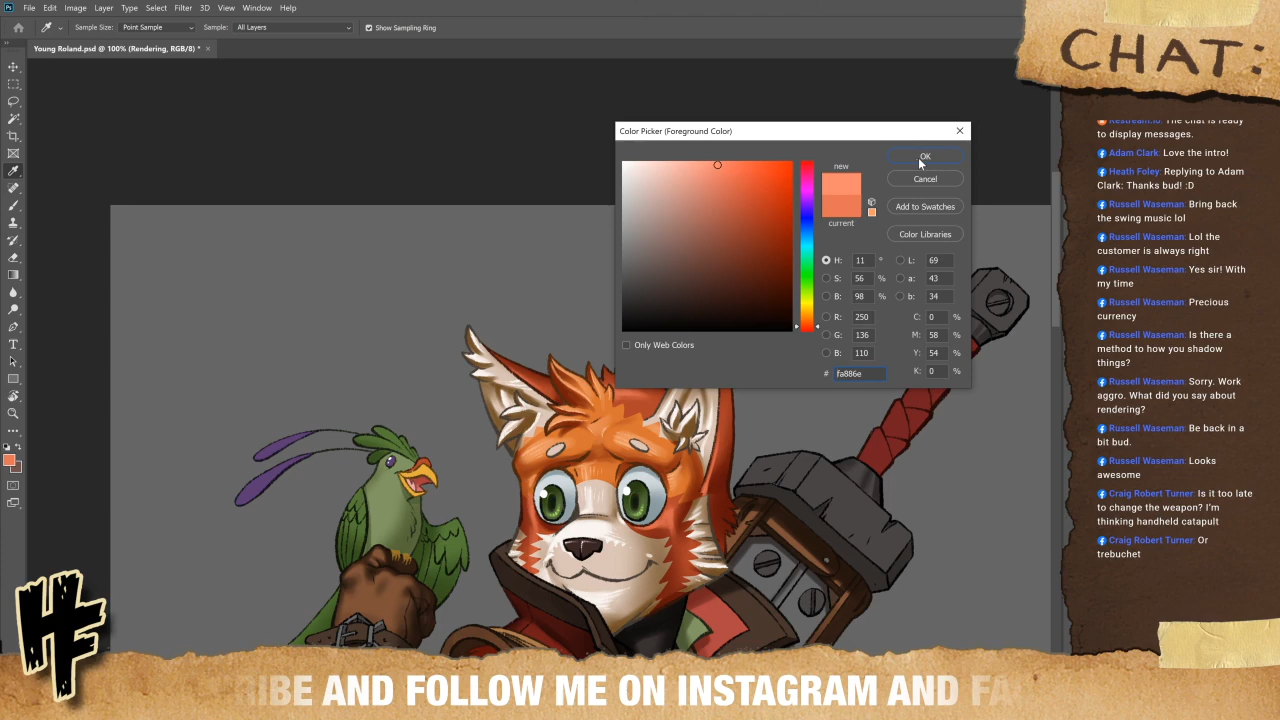 Ps File Edit Image Layer Type Select Filter 3D View Window Help
Sample Size: Point Sample Sample: All Layers Show Sampling Ring
Young Roland.psd @ 100% (Rendering, RGB/8) * ×
Color Picker (Foreground Color)
new
current
OK
Cancel
Add to Swatches
Color Libraries
H: 11 ° L: 69
S: 56 % a: 43
B: 98 % b: 34
R: 250 C: 0 %
G: 136 M: 58 %
B: 110 Y: 54 %
# fa886e K: 0 %
Only Web Colors
CHAT:
Restream.io: The chat is ready
to display messages.
Adam Clark: Love the intro!
Heath Foley: Replying to Adam
Clark: Thanks bud! :D
Russell Waseman: Bring back
the swing music lol
Russell Waseman: Lol the
customer is always right
Russell Waseman: Yes sir! With
my time
Russell Waseman: Precious
currency
Russell Waseman: Is there a
method to how you shadow
things?
Russell Waseman: Sorry. Work
aggro. What did you say about
rendering?
Russell Waseman: Be back in a
bit bud.
Russell Waseman: Looks
awesome
Craig Robert Turner: Is it too late
to change the weapon? I'm
thinking handheld catapult
Craig Robert Turner: Or
trebuchet
HF
IBE AND FOLLOW ME ON INSTAGRAM AND FA